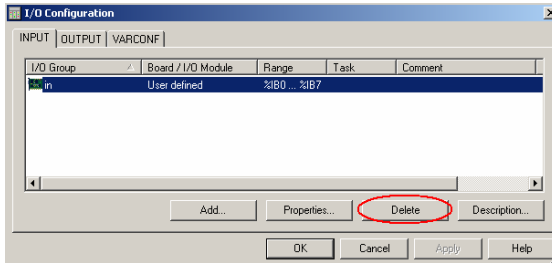 I/O Configuration
INPUT OUTPUT VARCONF
I/O Group Board / I/O Module Range Task Comment
in User defined %IB0 ... %IB7
Add... Properties... Delete Description...
OK Cancel Apply Help